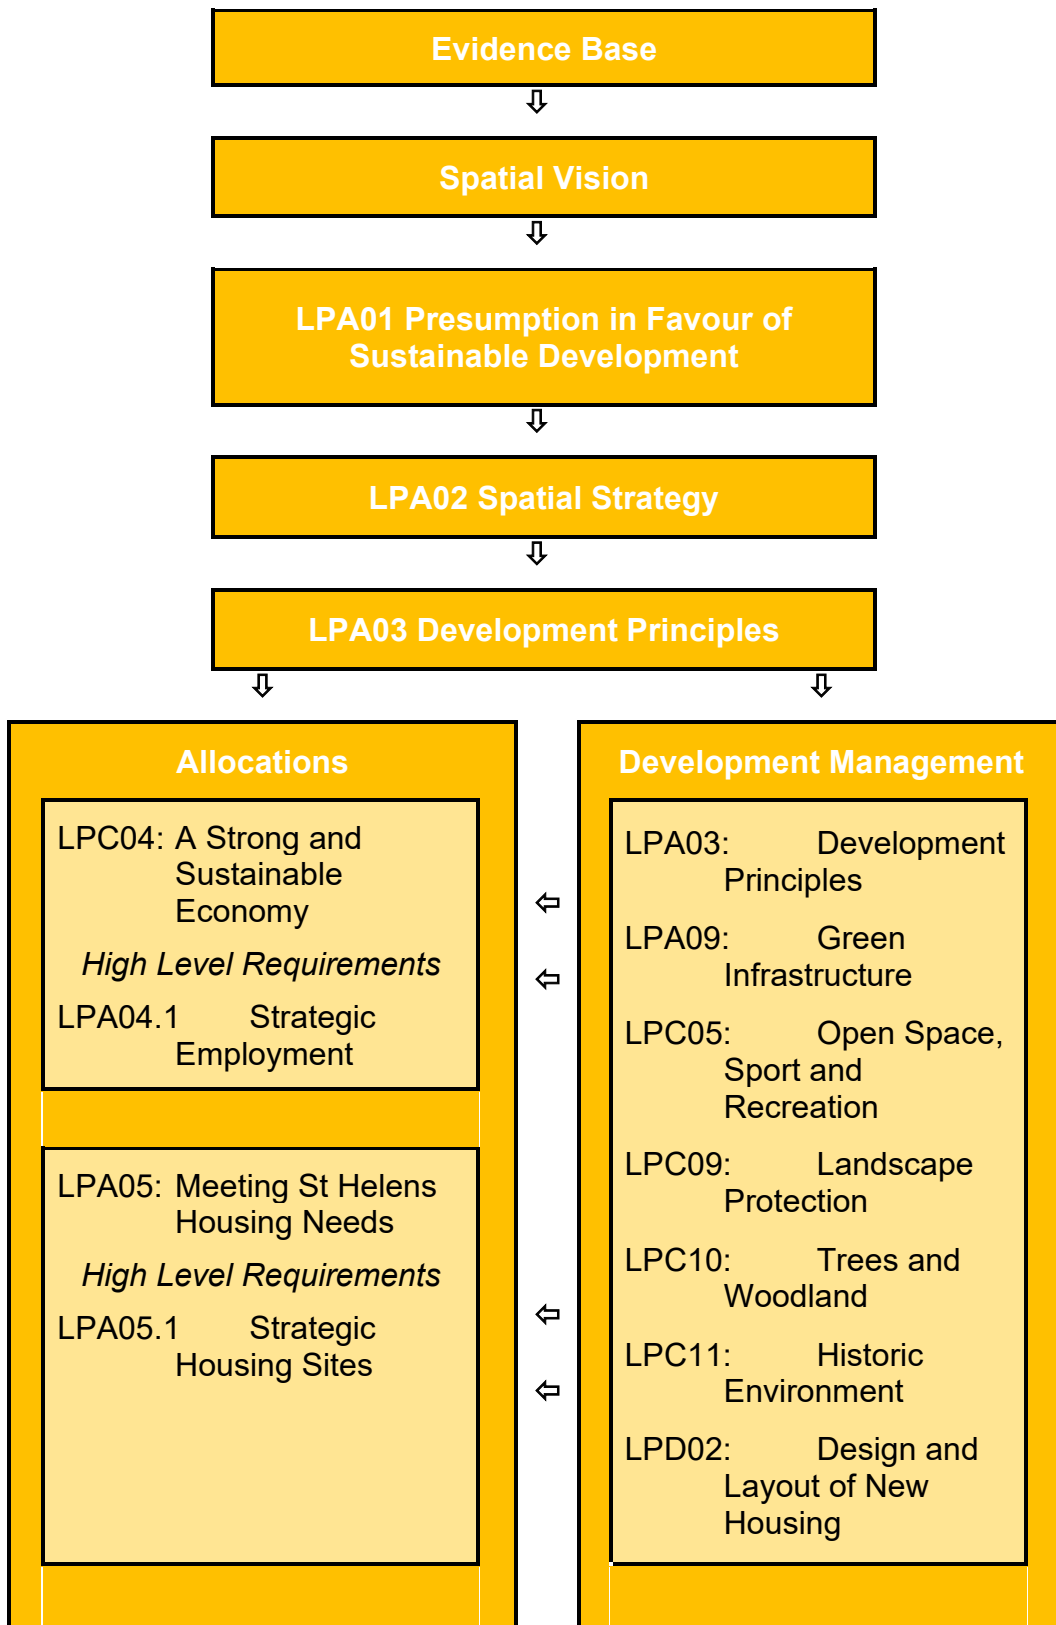 Evidence Base
Spatial Vision
LPA01 Presumption in Favour of
Sustainable Development
LPA02 Spatial Strategy
LPA03 Development Principles
Allocations
LPC04: A Strong and
Sustainable
Economy
High Level Requirements
LPA04.1 Strategic
Employment
LPA05: Meeting St Helens
Housing Needs
High Level Requirements
LPA05.1 Strategic
Housing Sites
Development Management
LPA03: Development
Principles
LPA09: Green
Infrastructure
LPC05: Open Space,
Sport and
Recreation
LPC09: Landscape
Protection
LPC10: Trees and
Woodland
LPC11: Historic
Environment
LPD02: Design and
Layout of New
Housing